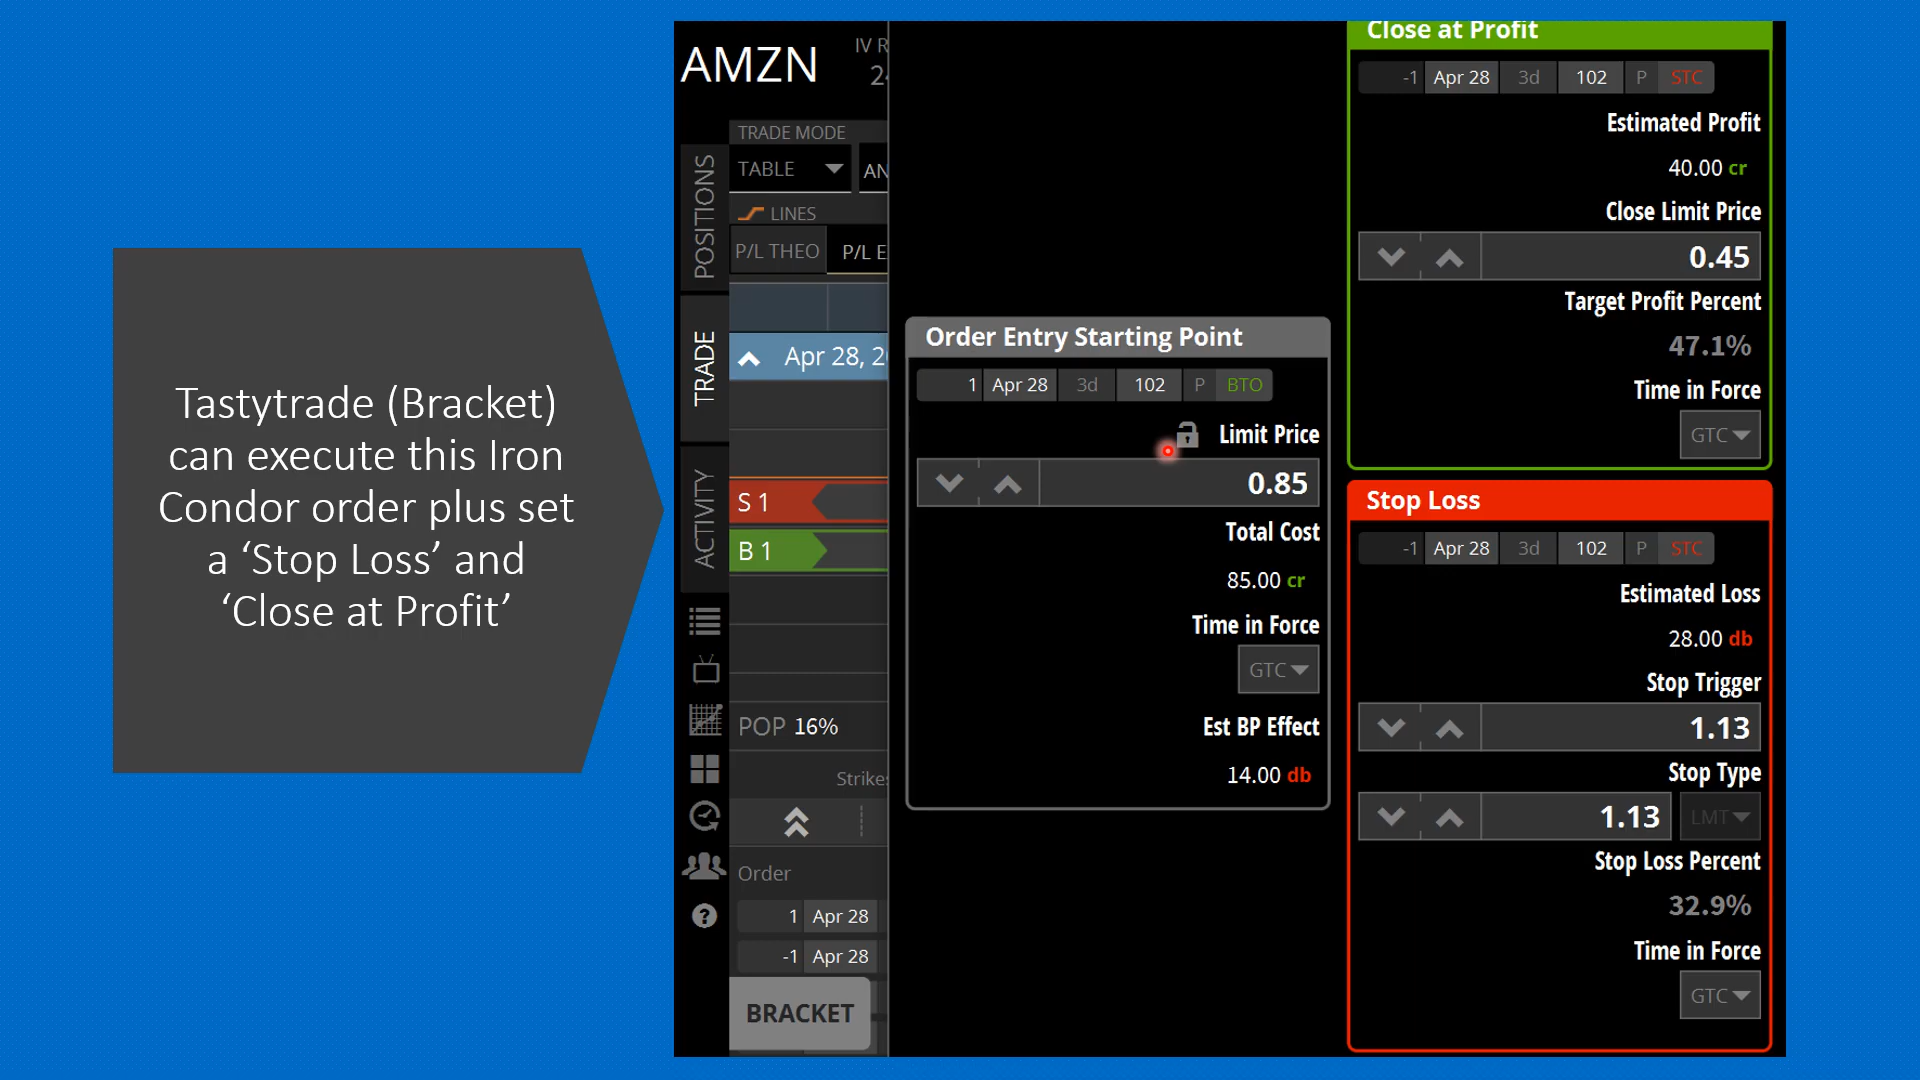 Tastytrade (Bracket)
can execute this Iron
Condor order plus set
a ‘Stop Loss’ and
‘Close at Profit’
AMZN
IV R
24
TRADE MODE
TABLE
AN
LINES
P/L THEO
P/L E
POSITIONS
TRADE
ACTIVITY
Apr 28, 2
S 1
B 1
POP 16%
Strike
Order
1 Apr 28
-1 Apr 28
BRACKET
Order Entry Starting Point
1 Apr 28 3d 102 P BTO
Limit Price
0.85
Total Cost
85.00 cr
Time in Force
GTC
Est BP Effect
14.00 db
Close at Profit
-1 Apr 28 3d 102 P STC
Estimated Profit
40.00 cr
Close Limit Price
0.45
Target Profit Percent
47.1%
Time in Force
GTC
Stop Loss
-1 Apr 28 3d 102 P STC
Estimated Loss
28.00 db
Stop Trigger
1.13
Stop Type
1.13 LMT
Stop Loss Percent
32.9%
Time in Force
GTC